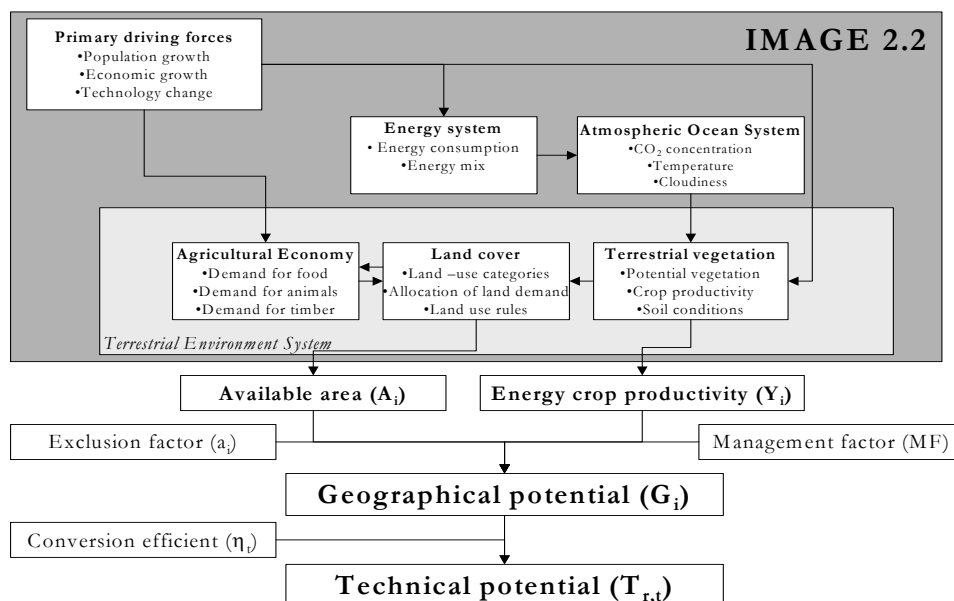 IMAGE 2.2
Primary driving forces
•Population growth
•Economic growth
•Technology change
Energy system
• Energy consumption
•Energy mix
Atmospheric Ocean System
•CO₂ concentration
•Temperature
•Cloudiness
Agricultural Economy
•Demand for food
•Demand for animals
•Demand for timber
Land cover
•Land –use categories
•Allocation of land demand
•Land use rules
Terrestrial vegetation
•Potential vegetation
•Crop productivity
•Soil conditions
Terrestrial Environment System
Available area (Aᵢ)
Energy crop productivity (Yᵢ)
Exclusion factor (aᵢ)
Management factor (MF)
Geographical potential (Gᵢ)
Conversion efficient (ηₜ)
Technical potential (Tᵣ,ₜ)